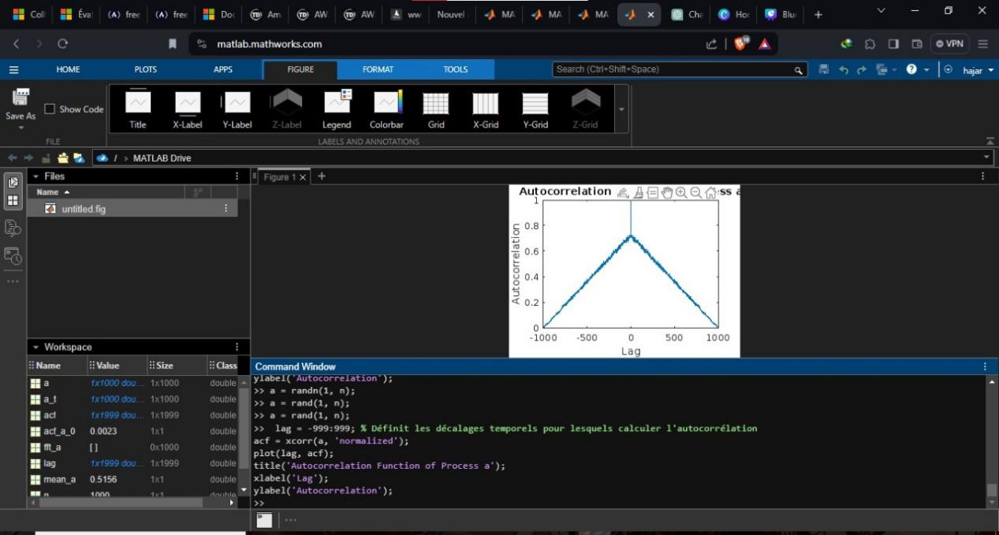 Col Éva (∧) free (∧) free Do TD Am TD AW TD AW ww Nouvel MA MA MA Cha Hor Blu
matlab.mathworks.com
VPN
HOME PLOTS APPS FIGURE FORMAT TOOLS Search (Ctrl+Shift+Space) hajar
Save As Show Code Title X-Label Y-Label Z-Label Legend Colorbar Grid X-Grid Y-Grid Z-Grid
FILE LABELS AND ANNOTATIONS
/ > MATLAB Drive
Files
Name
untitled.fig
Figure 1
Autocorrelation ss a
1
0.8
0.6
0.4
0.2
0
Autocorrelation
-1000 -500 0 500 1000
Lag
Workspace
Name Value Size Class
a 1x1000 dou... 1x1000 double
a_t 1x1000 dou... 1x1000 double
acf 1x1999 dou... 1x1999 double
acf_a_0 0.0023 1x1 double
fft_a [ ] 0x1000 double
lag 1x1999 dou... 1x1999 double
mean_a 0.5156 1x1 double
n 1000 1x1 double
Command Window
ylabel('Autocorrelation');
>> a = randn(1, n);
>> a = rand(1, n);
>> a = rand(1, n);
>> lag = -999:999; % Définit les décalages temporels pour lesquels calculer l'autocorrélation
acf = xcorr(a, 'normalized');
plot(lag, acf);
title('Autocorrelation Function of Process a');
xlabel('Lag');
ylabel('Autocorrelation');
>>